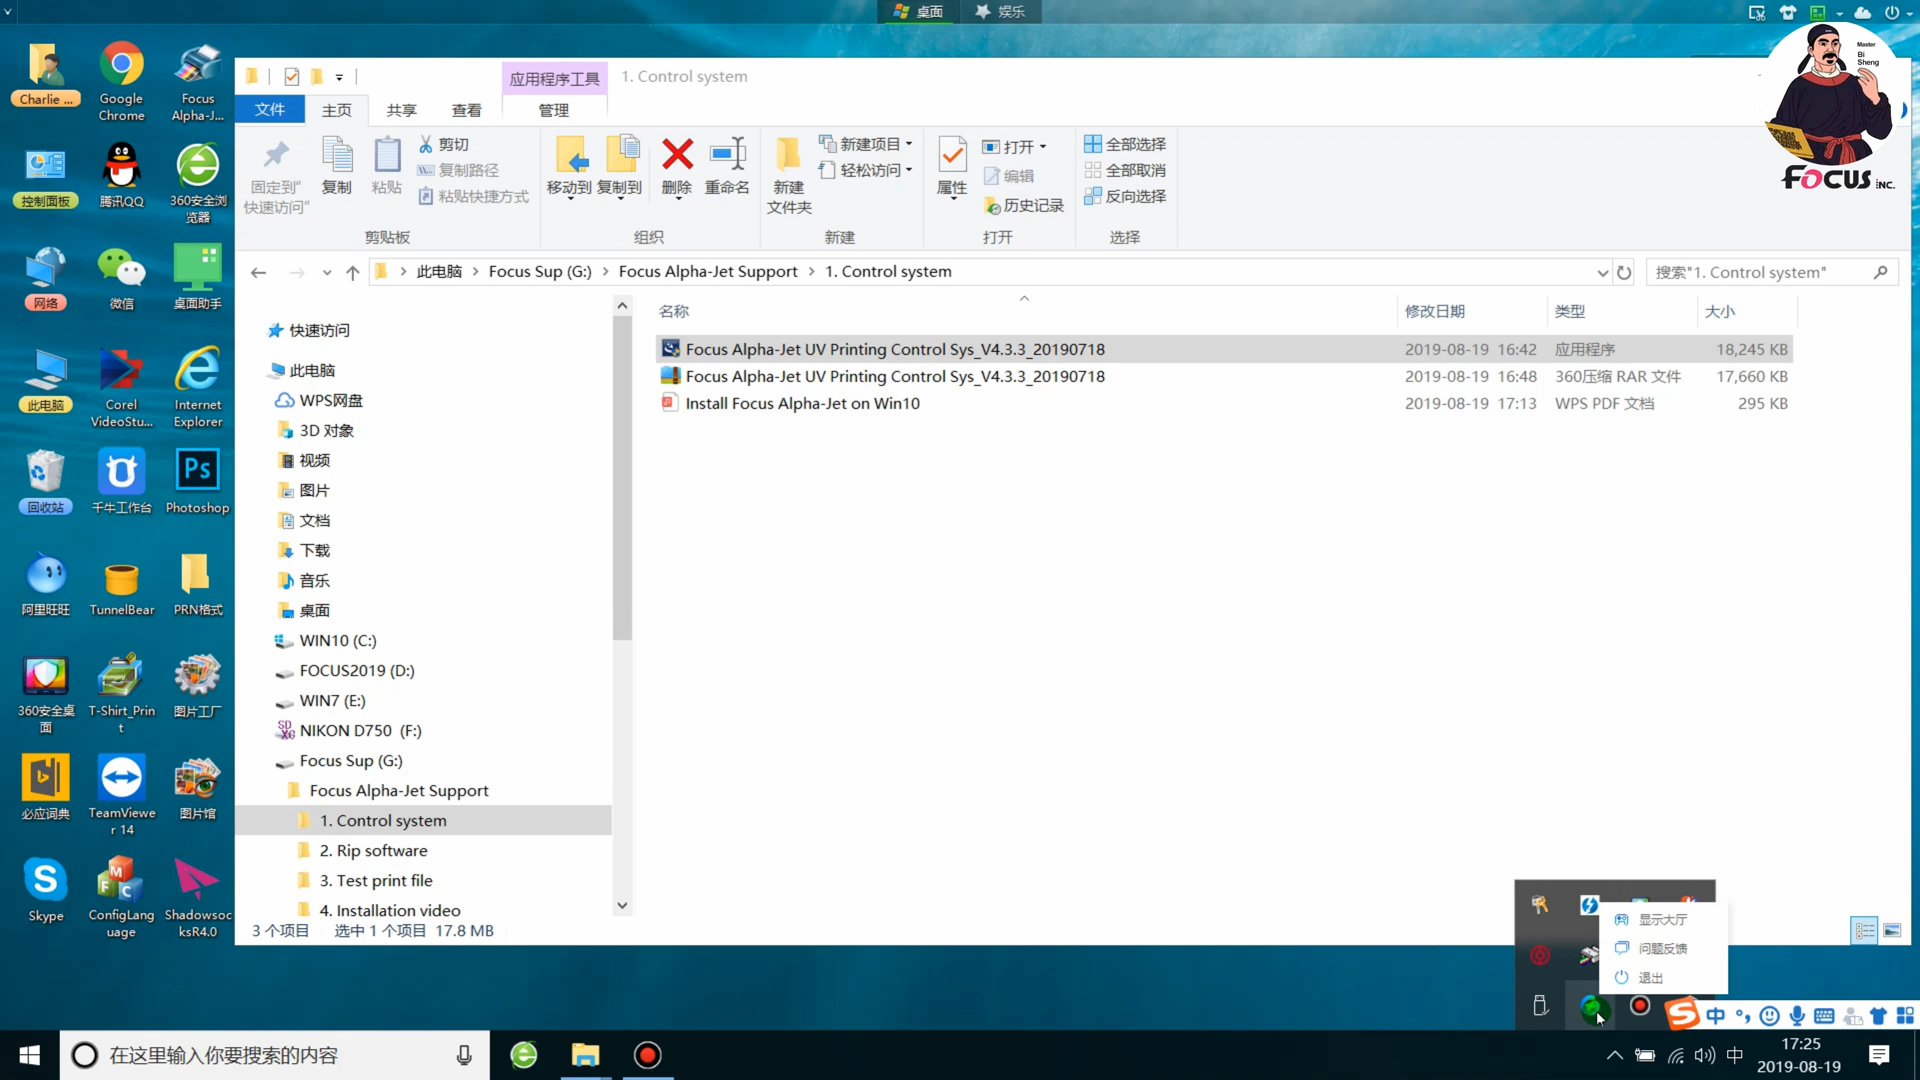 桌面
娱乐
Master
Bi
Sheng
FOCUS INC.
Charlie ...
Google
Chrome
Focus
Alpha-J...
控制面板
腾讯QQ
360安全浏
览器
网络
微信
桌面助手
此电脑
Corel
VideoStu...
Internet
Explorer
回收站
千牛工作台
Photoshop
阿里旺旺
TunnelBear
PRN格式
360安全桌
面
T-Shirt_Prin
t
图片工厂
必应词典
TeamViewe
r 14
图片馆
Skype
ConfigLang
uage
Shadowsoc
ksR4.0
应用程序工具
1. Control system
文件
主页
共享
查看
管理
固定到"
快速访问"
复制
粘贴
剪切
复制路径
粘贴快捷方式
剪贴板
移动到
复制到
删除
重命名
组织
新建
文件夹
新建项目
轻松访问
新建
属性
打开
编辑
历史记录
打开
全部选择
全部取消
反向选择
选择
此电脑 > Focus Sup (G:) > Focus Alpha-Jet Support > 1. Control system
搜索"1. Control system"
快速访问
此电脑
WPS网盘
3D 对象
视频
图片
文档
下载
音乐
桌面
WIN10 (C:)
FOCUS2019 (D:)
WIN7 (E:)
NIKON D750 (F:)
Focus Sup (G:)
Focus Alpha-Jet Support
1. Control system
2. Rip software
3. Test print file
4. Installation video
名称 修改日期 类型 大小
Focus Alpha-Jet UV Printing Control Sys_V4.3.3_20190718 2019-08-19 16:42 应用程序 18,245 KB
Focus Alpha-Jet UV Printing Control Sys_V4.3.3_20190718 2019-08-19 16:48 360压缩 RAR 文件 17,660 KB
Install Focus Alpha-Jet on Win10 2019-08-19 17:13 WPS PDF 文档 295 KB
3 个项目 选中 1 个项目 17.8 MB
显示大厅
问题反馈
退出
中
在这里输入你要搜索的内容
中
17:25
2019-08-19